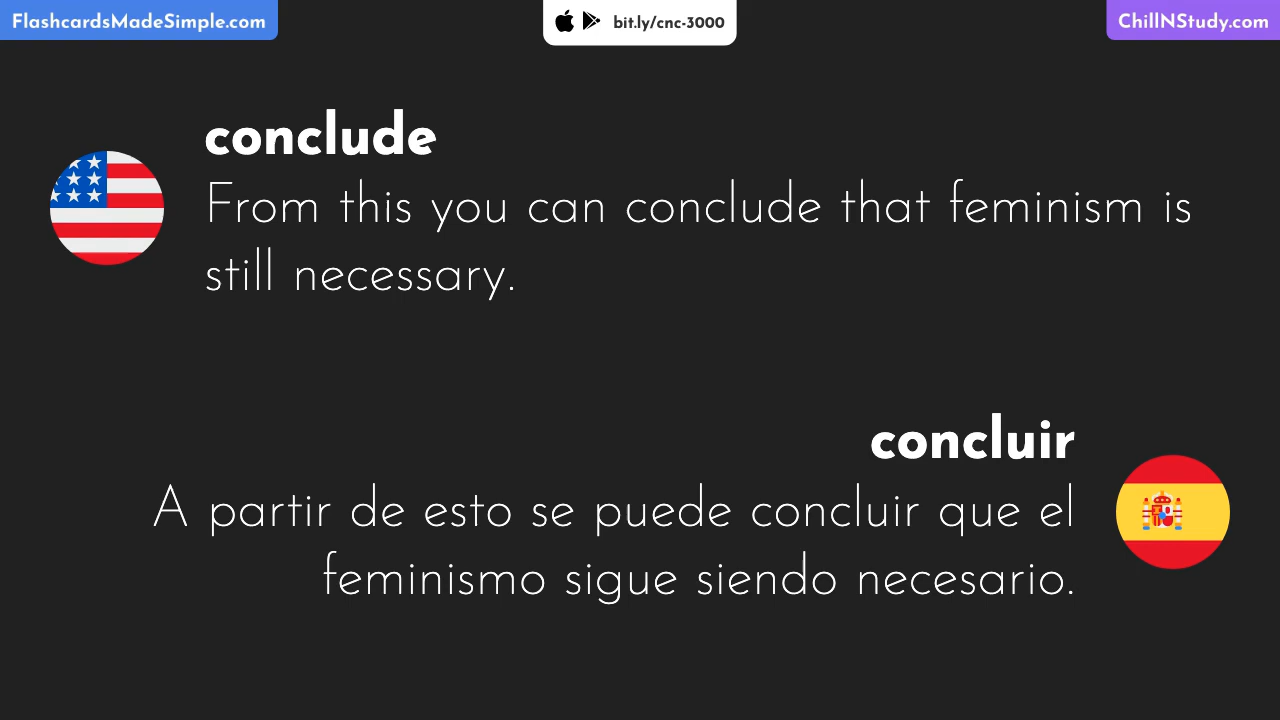 FlashcardsMadeSimple.com
bit.ly/cnc-3000
ChillNStudy.com
conclude
From this you can conclude that feminism is
still necessary.
concluir
A partir de esto se puede concluir que el
feminismo sigue siendo necesario.